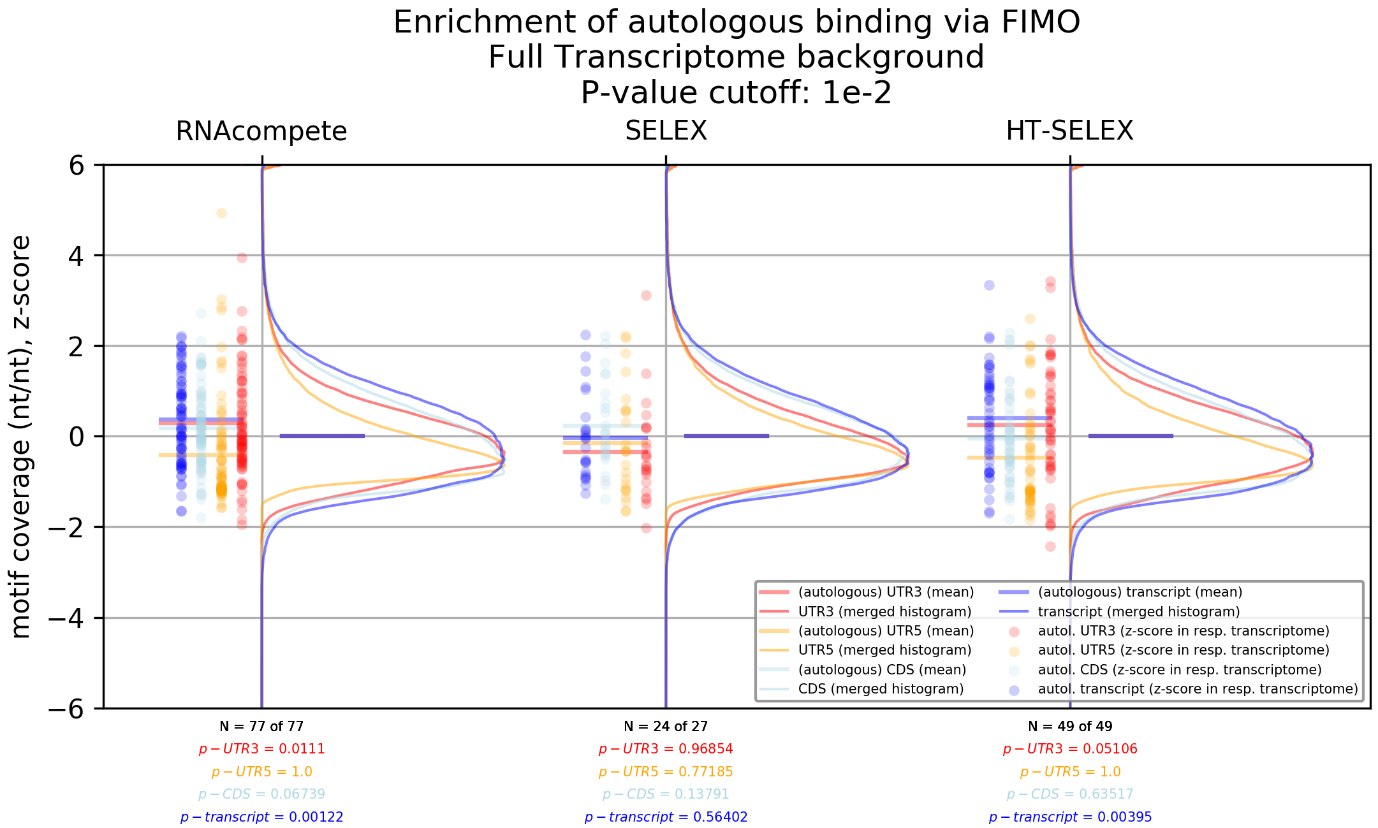 Enrichment of autologous binding via FIMO
Full Transcriptome background
P-value cutoff: 1e-2
RNAcompete
SELEX
HT-SELEX
motif coverage (nt/nt), z-score
6
4
2
0
−2
−4
−6
(autologous) UTR3 (mean)
UTR3 (merged histogram)
(autologous) UTR5 (mean)
UTR5 (merged histogram)
(autologous) CDS (mean)
CDS (merged histogram)
(autologous) transcript (mean)
transcript (merged histogram)
autol. UTR3 (z-score in resp. transcriptome)
autol. UTR5 (z-score in resp. transcriptome)
autol. CDS (z-score in resp. transcriptome)
autol. transcript (z-score in resp. transcriptome)
N = 77 of 77
p − UTR3 = 0.0111
p − UTR5 = 1.0
p − CDS = 0.06739
p − transcript = 0.00122
N = 24 of 27
p − UTR3 = 0.96854
p − UTR5 = 0.77185
p − CDS = 0.13791
p − transcript = 0.56402
N = 49 of 49
p − UTR3 = 0.05106
p − UTR5 = 1.0
p − CDS = 0.63517
p − transcript = 0.00395